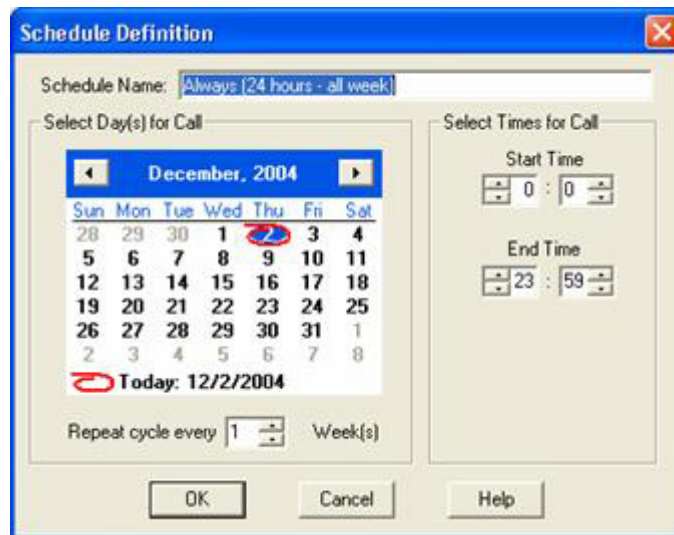 Schedule Definition
Schedule Name: Always (24 hours - all week)
Select Day(s) for Call
Select Times for Call
December, 2004
Sun Mon Tue Wed Thu Fri Sat
28 29 30 1 2 3 4
5 6 7 8 9 10 11
12 13 14 15 16 17 18
19 20 21 22 23 24 25
26 27 28 29 30 31 1
2 3 4 5 6 7 8
Today: 12/2/2004
Repeat cycle every 1 Week(s)
Start Time
0 : 0
End Time
23 : 59
OK Cancel Help